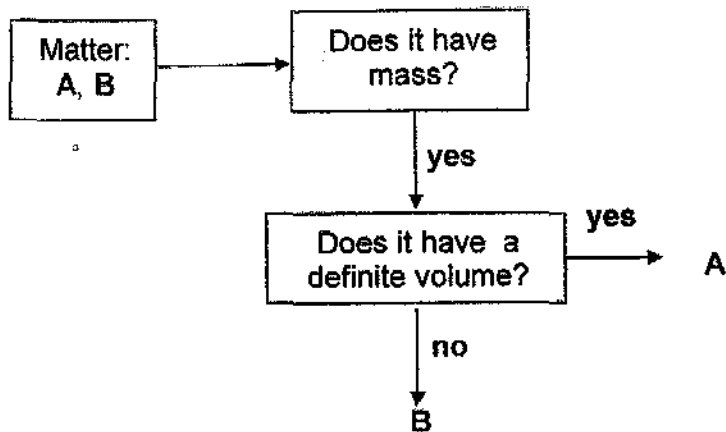 Matter:
A, B
Does it have
mass?
yes
Does it have a
definite volume?
yes
A
no
B